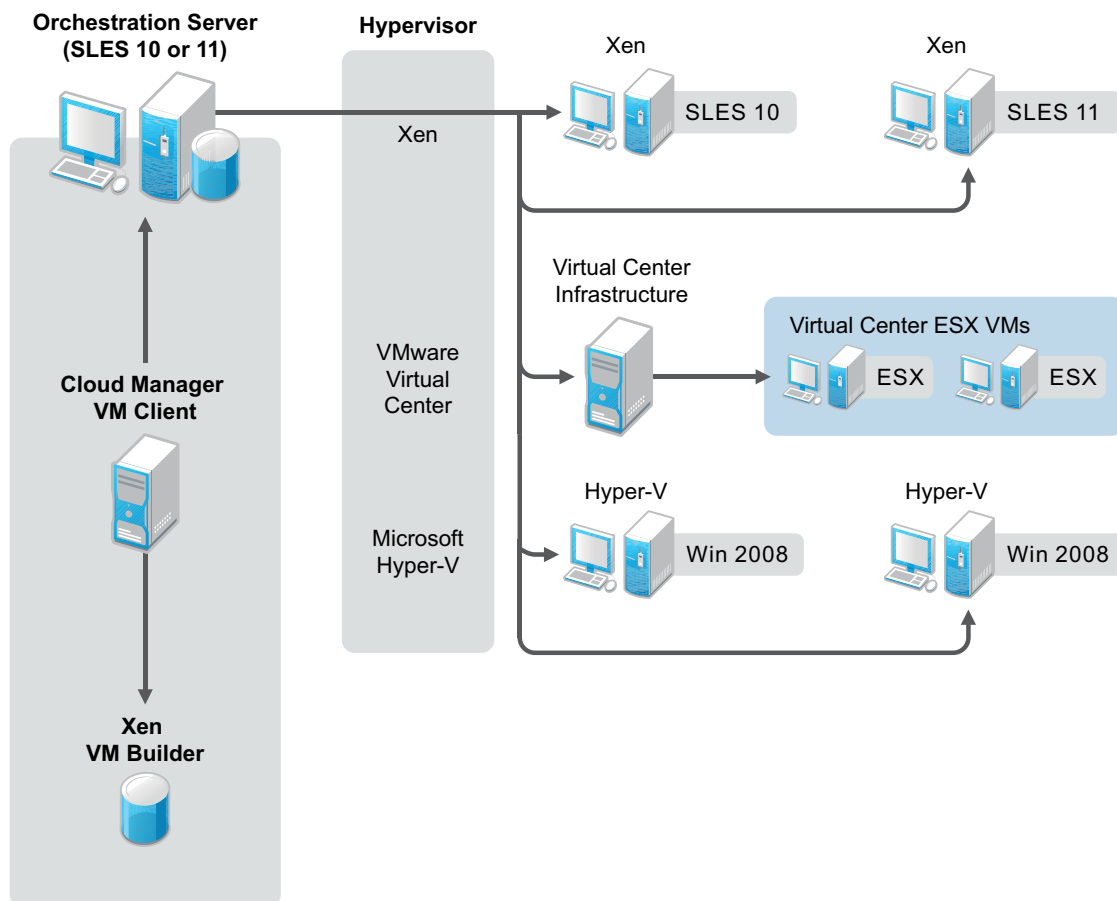 Orchestration Server
(SLES 10 or 11)
Hypervisor
Xen
Xen
Xen
SLES 10
SLES 11
Virtual Center
Infrastructure
Virtual Center ESX VMs
ESX
ESX
VMware
Virtual
Center
Cloud Manager
VM Client
Hyper-V
Hyper-V
Microsoft
Hyper-V
Win 2008
Win 2008
Xen
VM Builder